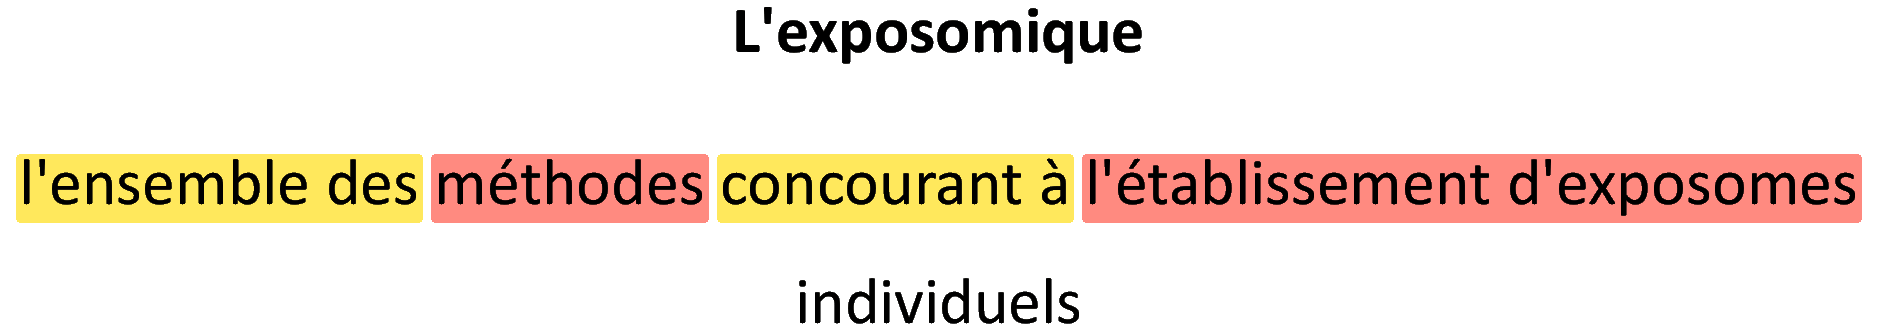 L'exposomique
l'ensemble des méthodes concourant à l'établissement d'exposomes
individuels